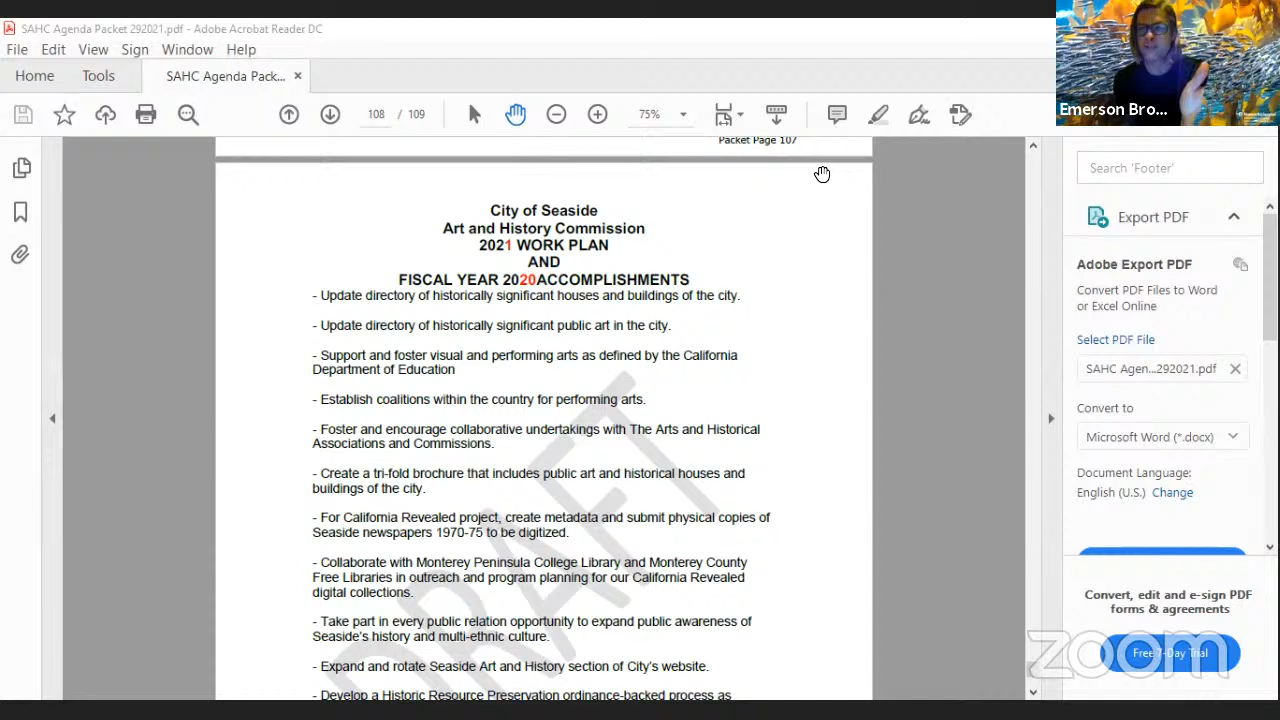 SAHC Agenda Packet 292021.pdf - Adobe Acrobat Reader DC
File Edit View Sign Window Help
Home Tools SAHC Agenda Pack... ×
108 / 109 75%
Emerson Bro...
Packet Page 107
City of Seaside
Art and History Commission
2021 WORK PLAN
AND
FISCAL YEAR 2020ACCOMPLISHMENTS
- Update directory of historically significant houses and buildings of the city.
- Update directory of historically significant public art in the city.
- Support and foster visual and performing arts as defined by the California
Department of Education
- Establish coalitions within the country for performing arts.
- Foster and encourage collaborative undertakings with The Arts and Historical
Associations and Commissions.
- Create a tri-fold brochure that includes public art and historical houses and
buildings of the city.
- For California Revealed project, create metadata and submit physical copies of
Seaside newspapers 1970-75 to be digitized.
- Collaborate with Monterey Peninsula College Library and Monterey County
Free Libraries in outreach and program planning for our California Revealed
digital collections.
- Take part in every public relation opportunity to expand public awareness of
Seaside's history and multi-ethnic culture.
- Expand and rotate Seaside Art and History section of City's website.
- Develop a Historic Resource Preservation ordinance-backed process as
DRAFT
Search 'Footer'
Export PDF
Adobe Export PDF
Convert PDF Files to Word
or Excel Online
Select PDF File
SAHC Agen...292021.pdf
Convert to
Microsoft Word (*.docx)
Document Language:
English (U.S.) Change
Convert, edit and e-sign PDF
forms & agreements
Free 7-Day Trial
zoom